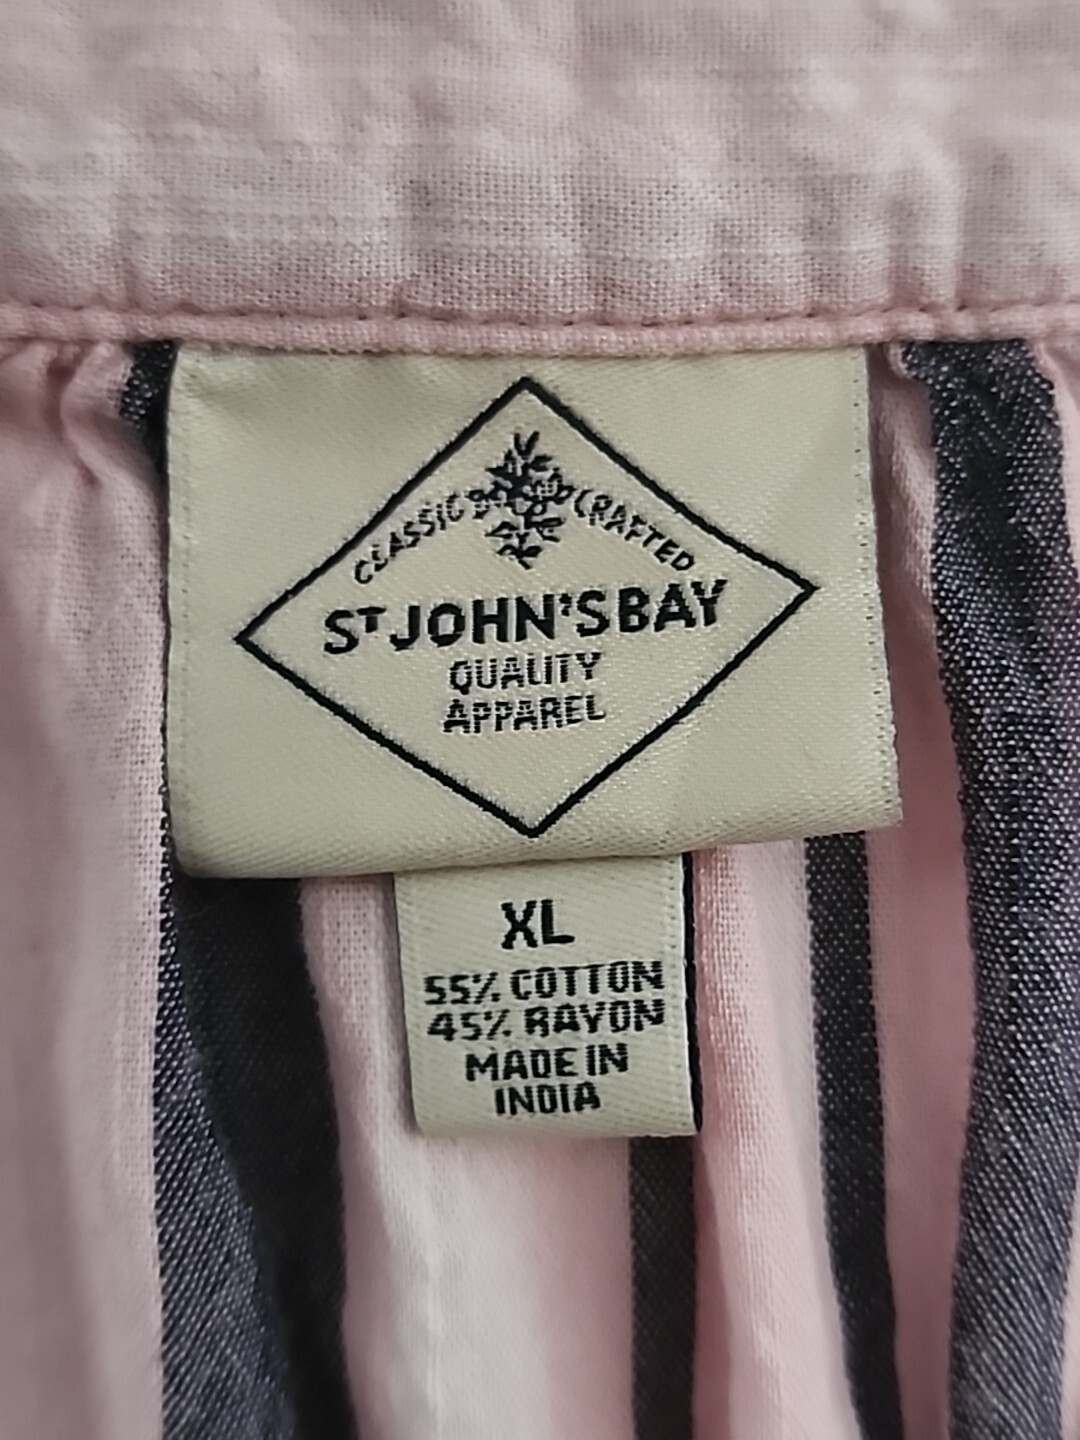 CLASSIC CRAFTED
ST JOHN'S BAY
QUALITY
APPAREL
XL
55% COTTON
45% RAYON
MADE IN
INDIA